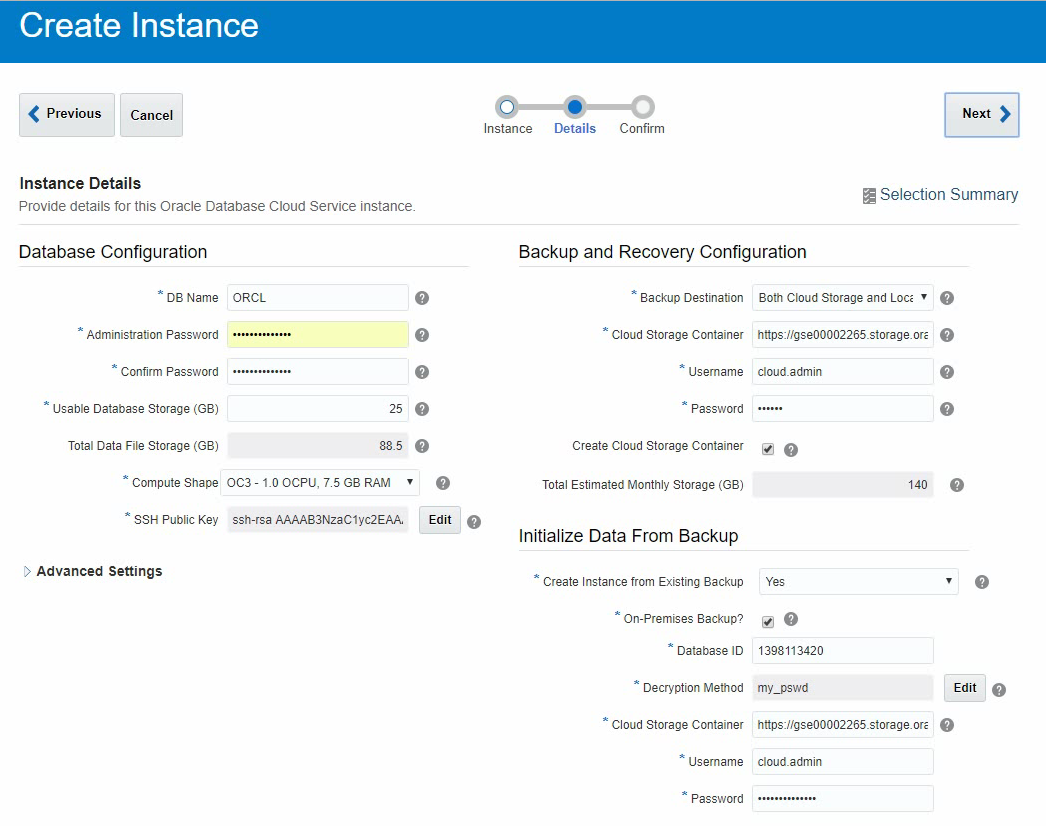 Create Instance
Previous
Cancel
Instance
Details
Confirm
Next
Instance Details
Provide details for this Oracle Database Cloud Service instance.
Selection Summary
Database Configuration
* DB Name ORCL ?
* Administration Password ••••••••••••• ?
* Confirm Password ••••••••••••• ?
* Usable Database Storage (GB) 25 ?
Total Data File Storage (GB) 88.5 ?
* Compute Shape OC3 - 1.0 OCPU, 7.5 GB RAM ?
* SSH Public Key ssh-rsa AAAAB3NzaC1yc2EAA Edit ?
Advanced Settings
Backup and Recovery Configuration
* Backup Destination Both Cloud Storage and Loca ?
* Cloud Storage Container https://gse00002265.storage.ora ?
* Username cloud.admin ?
* Password •••••• ?
Create Cloud Storage Container ?
Total Estimated Monthly Storage (GB) 140 ?
Initialize Data From Backup
* Create Instance from Existing Backup Yes ?
* On-Premises Backup? ?
* Database ID 1398113420
* Decryption Method my_pswd Edit ?
* Cloud Storage Container https://gse00002265.storage.ora ?
* Username cloud.admin
* Password ••••••••••••••